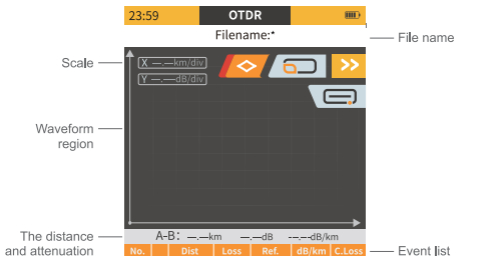 23:59 OTDR
Filename:*
File name
Scale
X —.—km/div
Y —.—dB/div
>>
Waveform
region
The distance
and attenuation
A-B: —.—km —.—dB --.--dB/km
No. Dist Loss Ref. dB/km C.Loss
Event list